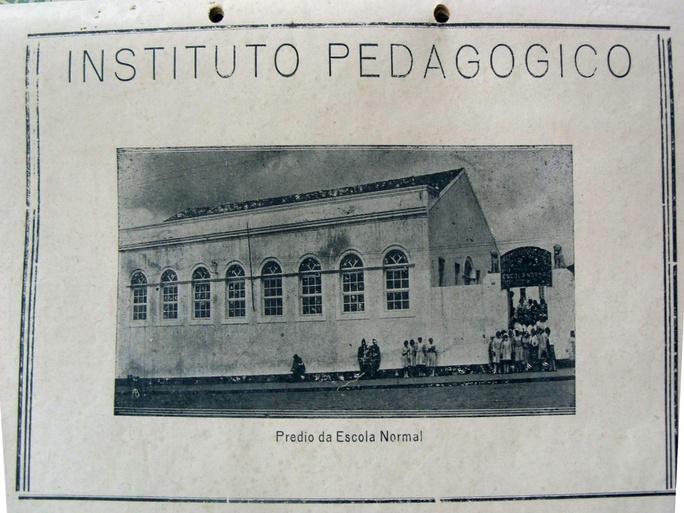 INSTITUTO PEDAGOGICO
Predio da Escola Normal